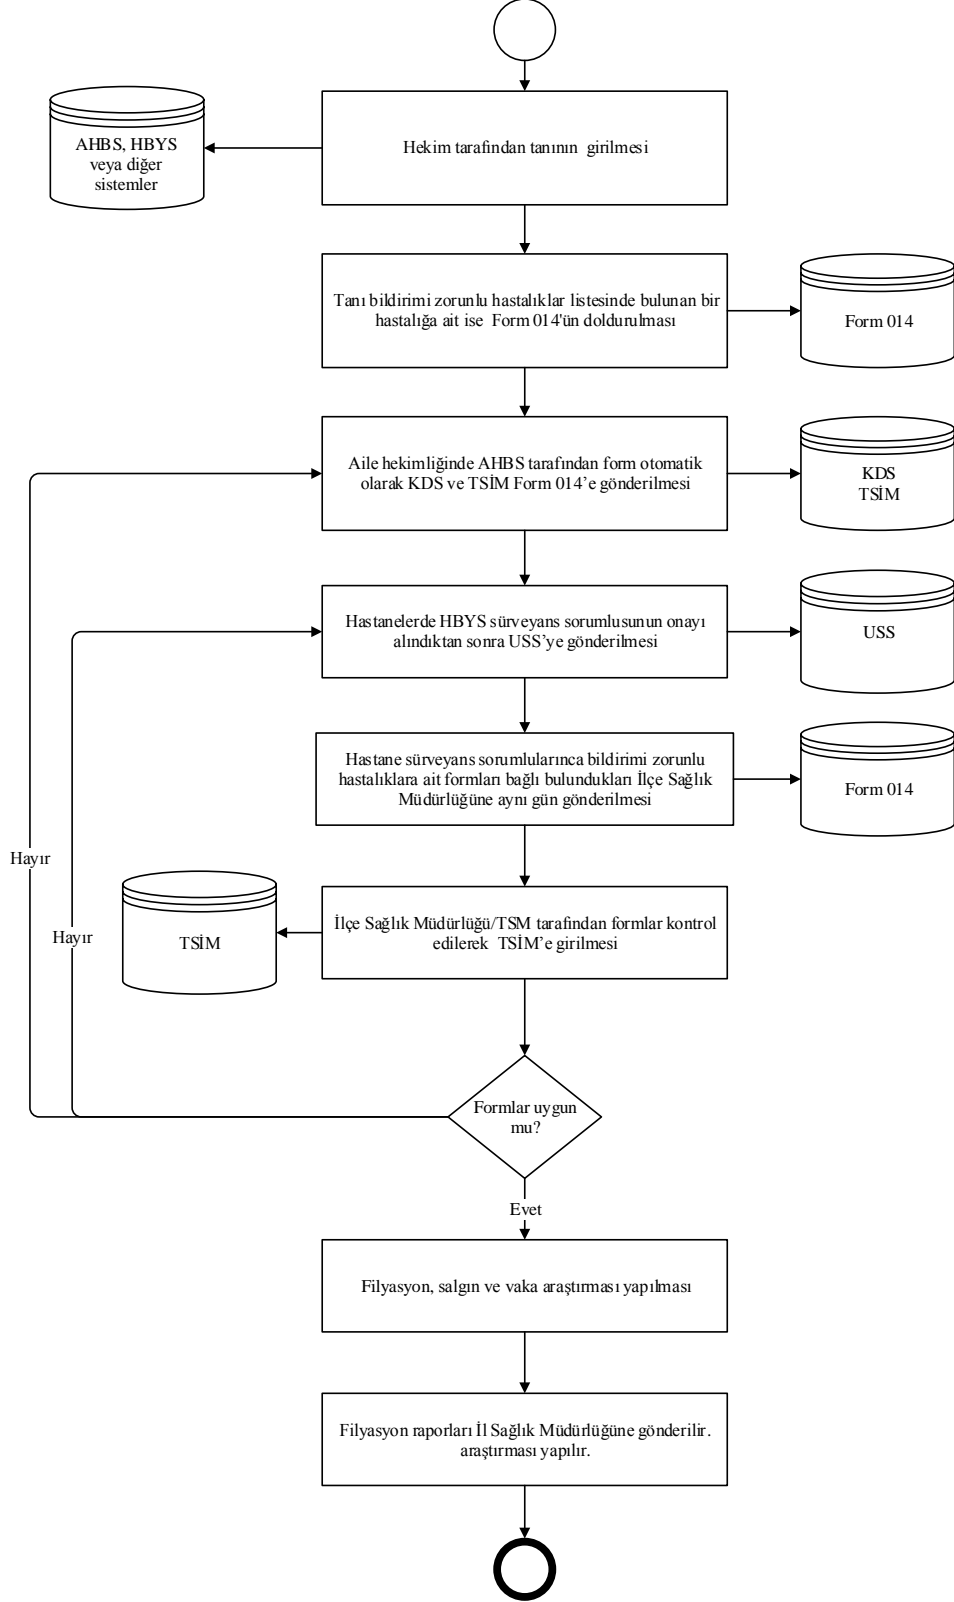 Hekim tarafından tanının girilmesi
AHBS, HBYS
veya diğer
sistemler
Tanı bildirimi zorunlu hastalıklar listesinde bulunan bir
hastalığa ait ise Form 014'ün doldurulması
Form 014
Aile hekimliğinde AHBS tarafından form otomatik
olarak KDS ve TSİM Form 014’e gönderilmesi
KDS
TSİM
Hastanelerde HBYS sürveyans sorumlusunun onayı
alındıktan sonra USS’ye gönderilmesi
USS
Hastane sürveyans sorumlularınca bildirimi zorunlu
hastalıklara ait formları bağlı bulundukları İlçe Sağlık
Müdürlüğüne aynı gün gönderilmesi
Form 014
Hayır
Hayır
İlçe Sağlık Müdürlüğü/TSM tarafından formlar kontrol
edilerek TSİM’e girilmesi
TSİM
Formlar uygun
mu?
Evet
Filyasyon, salgın ve vaka araştırması yapılması
Filyasyon raporları İl Sağlık Müdürlüğüne gönderilir.
araştırması yapılır.